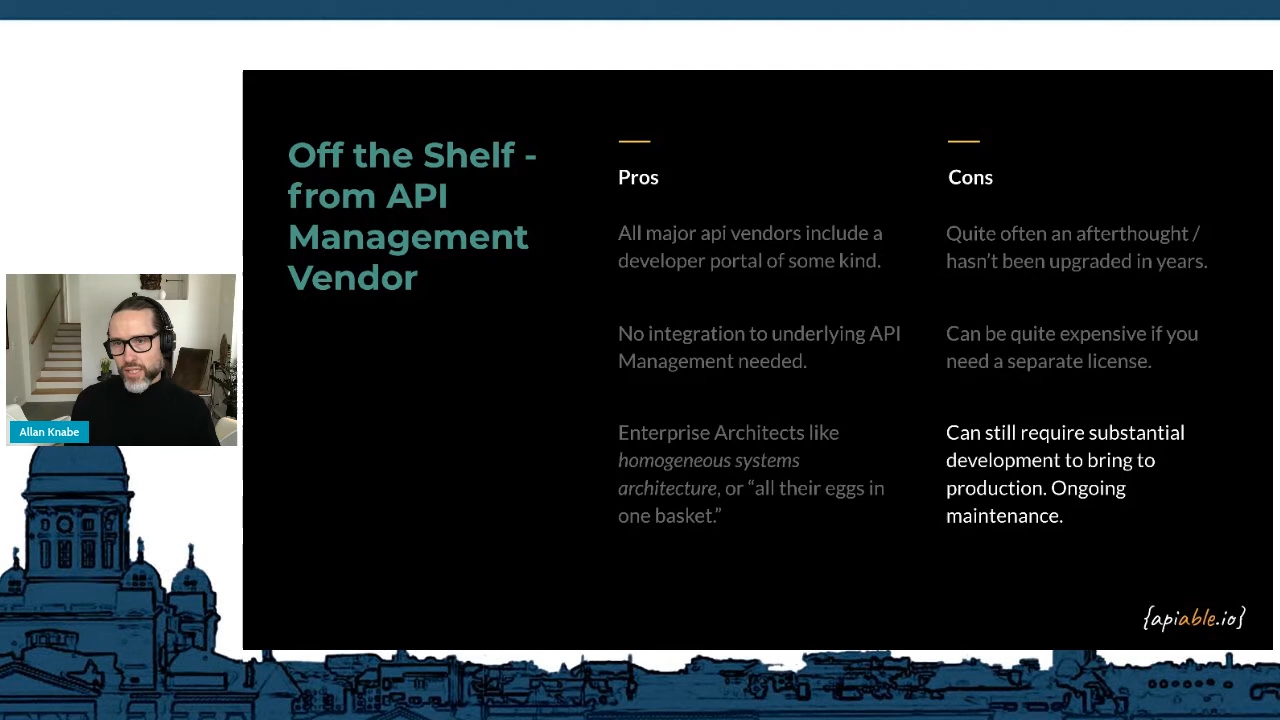 Off the Shelf -
from API
Management
Vendor
Pros
All major api vendors include a
developer portal of some kind.
No integration to underlying API
Management needed.
Enterprise Architects like
homogeneous systems
architecture, or “all their eggs in
one basket.”
Cons
Quite often an afterthought /
hasn’t been upgraded in years.
Can be quite expensive if you
need a separate license.
Can still require substantial
development to bring to
production. Ongoing
maintenance.
{apiable.io}
Allan Knabe